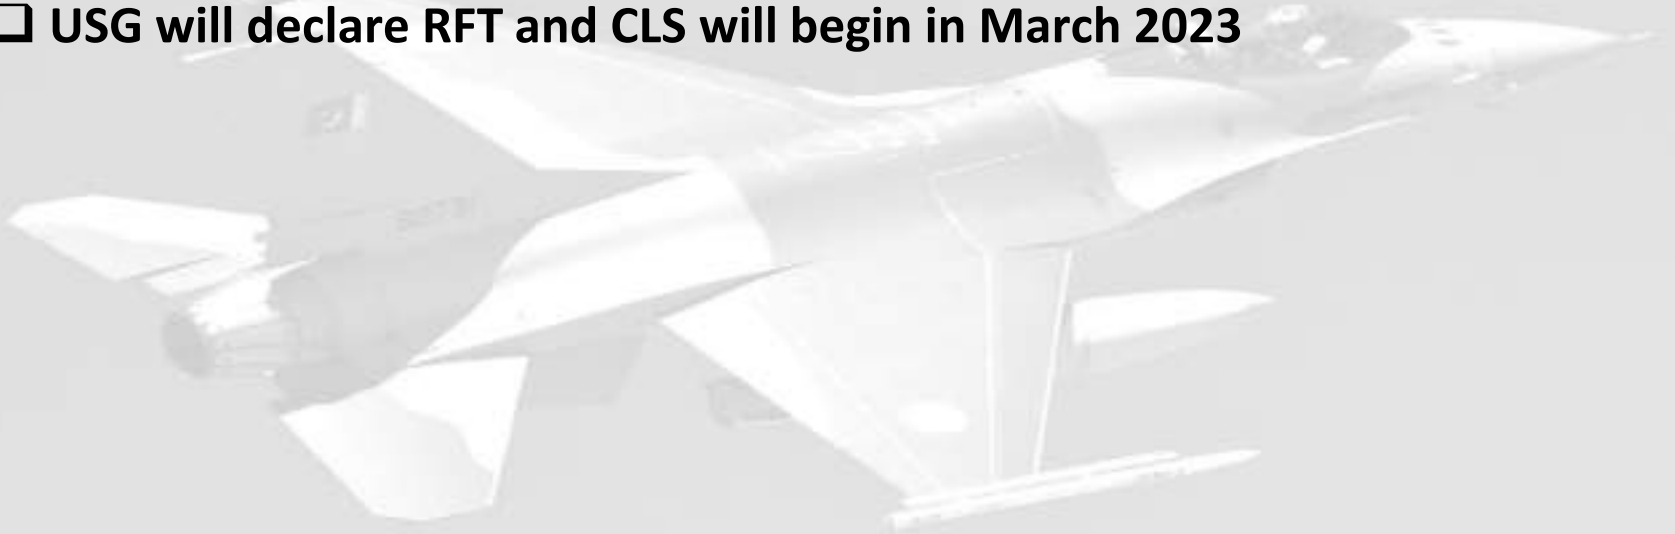 ❑ USG will declare RFT and CLS will begin in March 2023